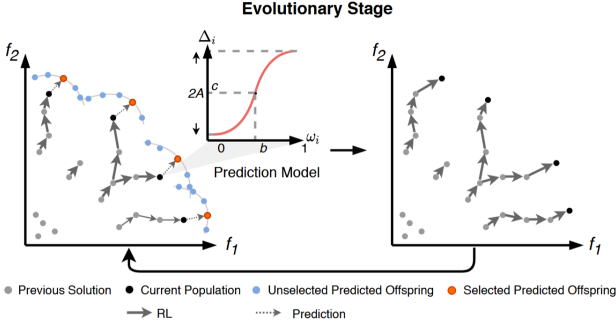 Evolutionary Stage
f2
Δi
2A
c
0
b
1
ωi
Prediction Model
f1
f2
f1
Previous Solution
Current Population
Unselected Predicted Offspring
Selected Predicted Offspring
RL
Prediction